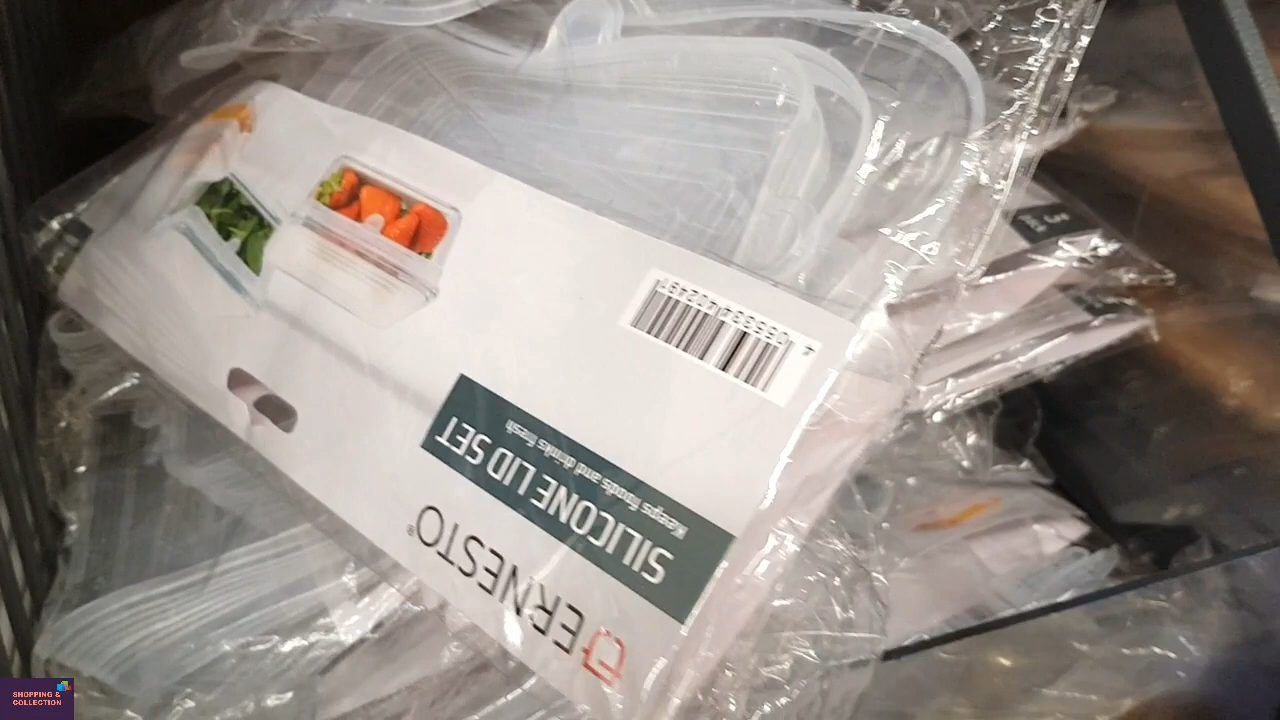 ERNESTO®
SILICONE LID SET
Keeps foods and drinks fresh
SHOPPING &
COLLECTION